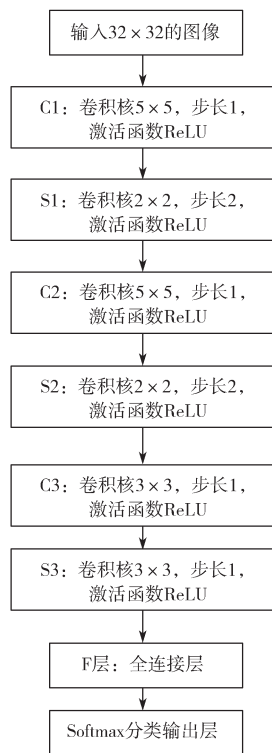 输入32×32的图像
C1：卷积核5×5，步长1，
激活函数ReLU
S1：卷积核2×2，步长2，
激活函数ReLU
C2：卷积核5×5，步长1，
激活函数ReLU
S2：卷积核2×2，步长2，
激活函数ReLU
C3：卷积核3×3，步长1，
激活函数ReLU
S3：卷积核3×3，步长1，
激活函数ReLU
F层：全连接层
Softmax分类输出层